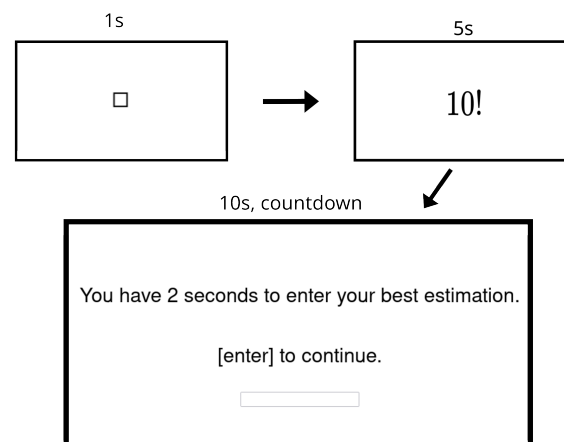 1s
5s
10!
10s, countdown
You have 2 seconds to enter your best estimation.
[enter] to continue.